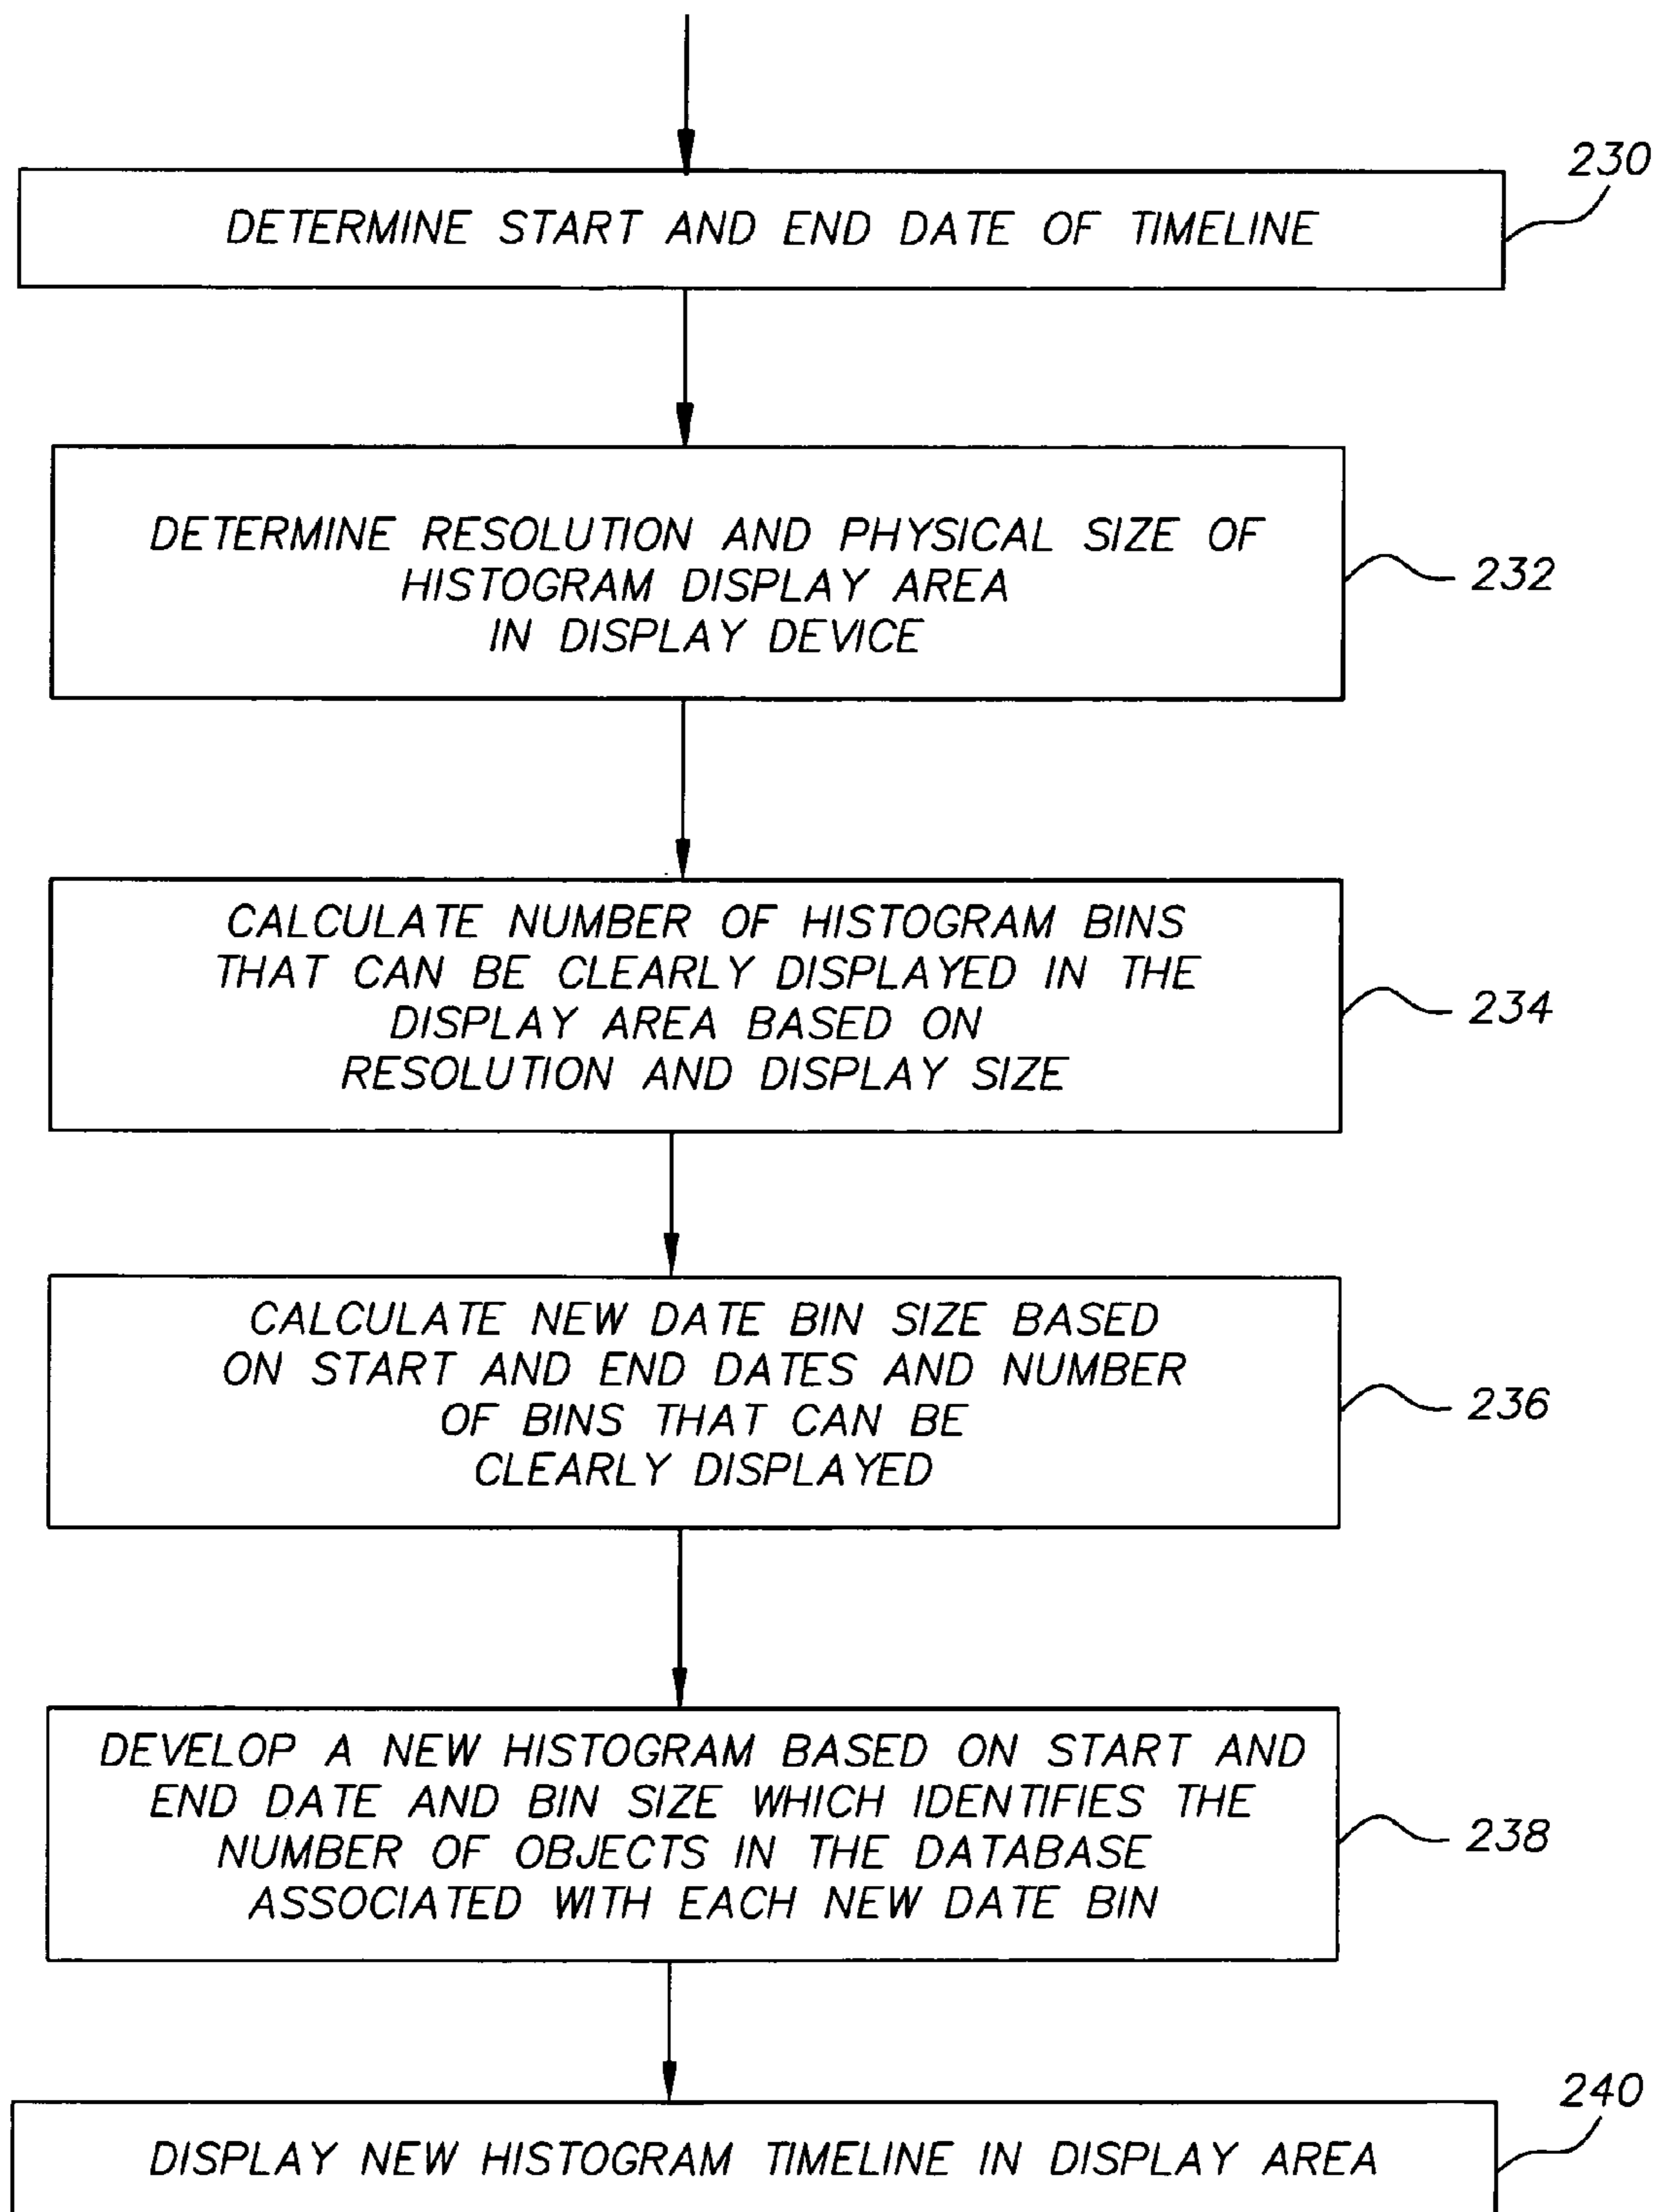 230
DETERMINE START AND END DATE OF TIMELINE
DETERMINE RESOLUTION AND PHYSICAL SIZE OF
HISTOGRAM DISPLAY AREA
IN DISPLAY DEVICE
232
CALCULATE NUMBER OF HISTOGRAM BINS
THAT CAN BE CLEARLY DISPLAYED IN THE
DISPLAY AREA BASED ON
RESOLUTION AND DISPLAY SIZE
234
CALCULATE NEW DATE BIN SIZE BASED
ON START AND END DATES AND NUMBER
OF BINS THAT CAN BE
CLEARLY DISPLAYED
236
DEVELOP A NEW HISTOGRAM BASED ON START AND
END DATE AND BIN SIZE WHICH IDENTIFIES THE
NUMBER OF OBJECTS IN THE DATABASE
ASSOCIATED WITH EACH NEW DATE BIN
238
240
DISPLAY NEW HISTOGRAM TIMELINE IN DISPLAY AREA